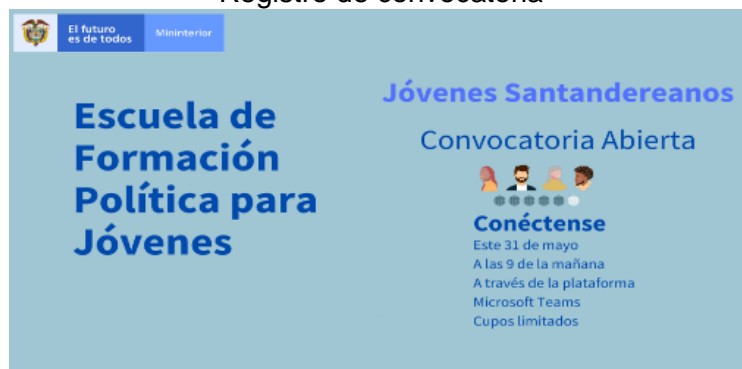 Registro de convocatoria
El futuro
es de todos
Mininterior
Escuela de
Formación
Política para
Jóvenes
Jóvenes Santandereanos
Convocatoria Abierta
Conéctense
Este 31 de mayo
A las 9 de la mañana
A través de la plataforma
Microsoft Teams
Cupos limitados